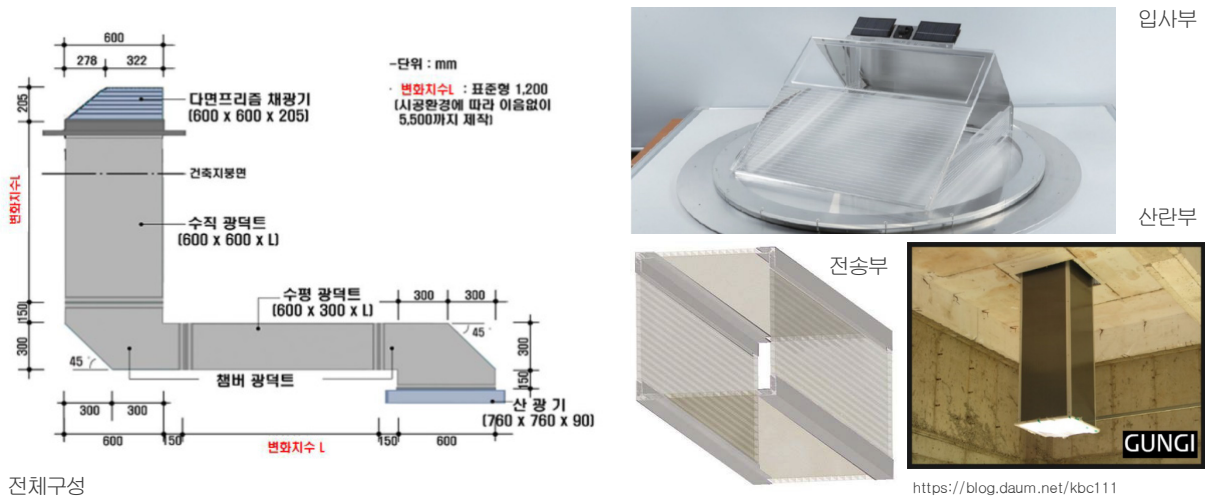 600
278
322
205
-단위 : mm
· 변화치수L : 표준형 1,200
(시공환경에 따라 이음없이
5,500까지 제작)
다면프리즘 채광기
(600 x 600 x 205)
건축지붕면
변화치수L
수직 광덕트
(600 x 600 x L)
수평 광덕트
(600 x 300 x L)
300
300
150
300
45
45
300
150
챔버 광덕트
산 광 기
(760 x 760 x 90)
300
300
600
150
변화치수 L
150
600
전체구성
입사부
산란부
전송부
GUNGI
https://blog.daum.net/kbc111